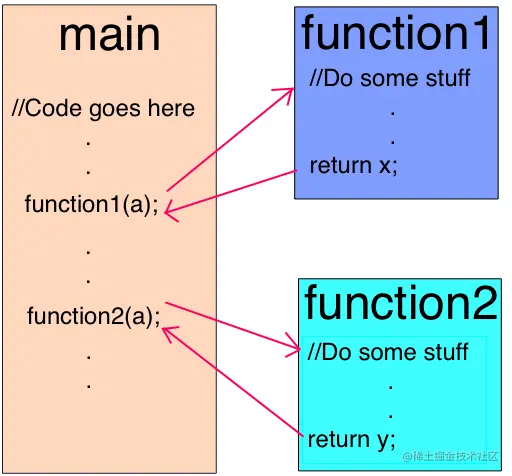 main
//Code goes here
.
.
function1(a);
.
.
function2(a);
.
.
function1
//Do some stuff
.
.
return x;
function2
//Do some stuff
.
.
return y;
@稀土掘金技术社区